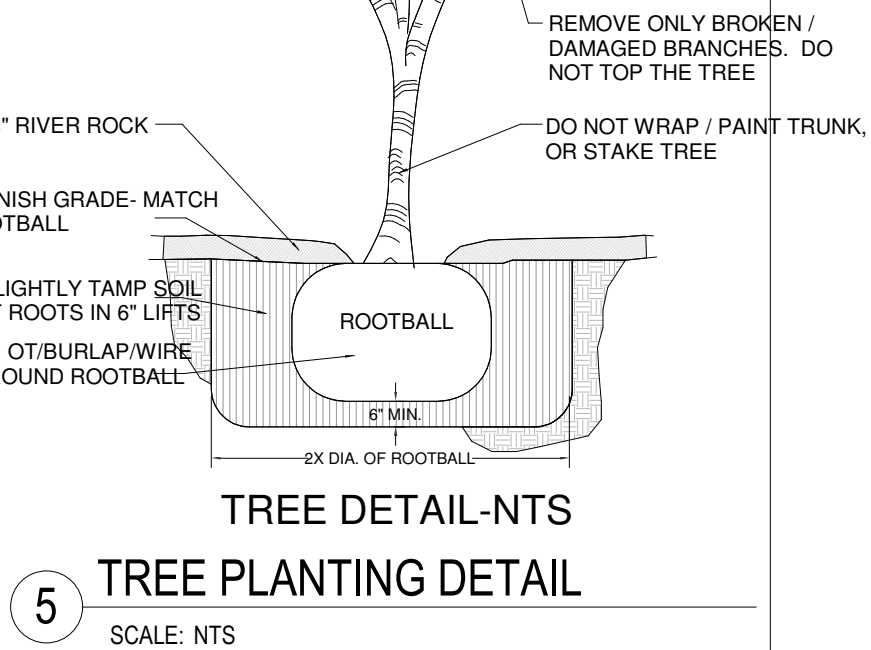 REMOVE ONLY BROKEN /
DAMAGED BRANCHES. DO
NOT TOP THE TREE
" RIVER ROCK
DO NOT WRAP / PAINT TRUNK,
OR STAKE TREE
NISH GRADE- MATCH
OTBALL
LIGHTLY TAMP SOIL
ROOTS IN 6" LIFTS
OT/BURLAP/WIRE
OUND ROOTBALL
ROOTBALL
6" MIN.
2X DIA. OF ROOTBALL
TREE DETAIL-NTS
5 TREE PLANTING DETAIL
SCALE: NTS